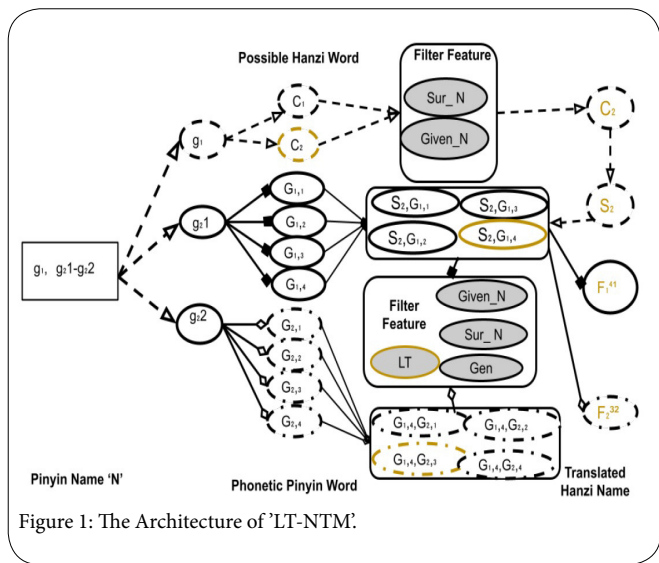 Possible Hanzi Word
Filter Feature
C₁
Sur_N
C₂
g₁
C₂
Given_N
G₁,₁
S₂,G₁,₁
S₂,G₁,₃
S₂
g₂1
G₁,₂
G₁,₃
S₂,G₁,₂
S₂,G₁,₄
g₁, g₂1-g₂2
G₁,₄
F₁⁴¹
Given_N
Filter
Feature
Sur_N
g₂2
G₂,₁
LT
Gen
G₂,₂
G₂,₃
G₂,₄
G₁,₄,G₂,₁
G₁,₄,G₂,₂
F₂³²
G₁,₄,G₂,₃
G₁,₄,G₂,₄
Pinyin Name 'N'
Phonetic Pinyin Word
Translated
Hanzi Name
Figure 1: The Architecture of 'LT-NTM'.